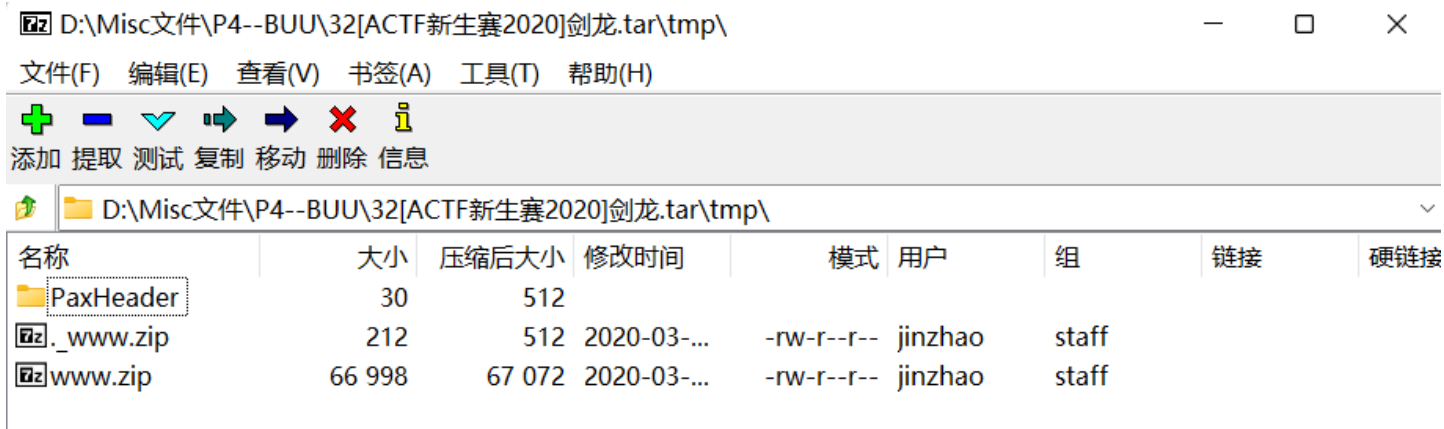 D:\Misc文件\P4--BUU\32[ACTF新生赛2020]剑龙.tar\tmp\
文件(F) 编辑(E) 查看(V) 书签(A) 工具(T) 帮助(H)
添加 提取 测试 复制 移动 删除 信息
D:\Misc文件\P4--BUU\32[ACTF新生赛2020]剑龙.tar\tmp\
名称 大小 压缩后大小 修改时间 模式 用户 组 链接 硬链接
PaxHeader 30 512
7z ._www.zip 212 512 2020-03-... -rw-r--r-- jinzhao staff
7z www.zip 66 998 67 072 2020-03-... -rw-r--r-- jinzhao staff